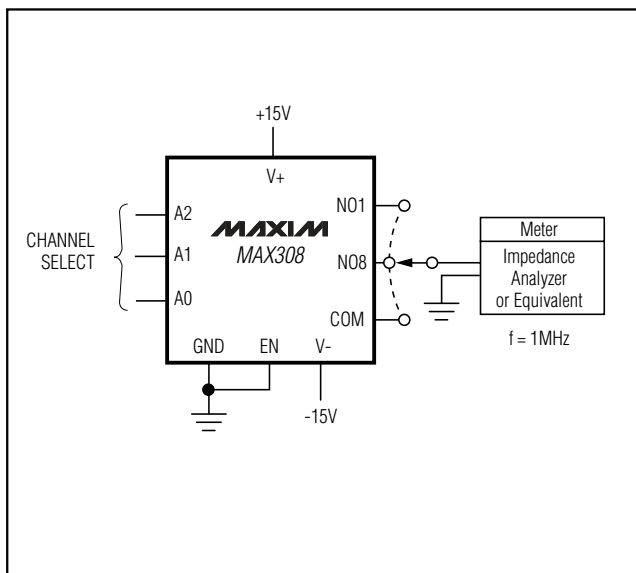 +15V
V+
CHANNEL
SELECT
A2
A1
A0
MAXIM
MAX308
NO1
NO8
COM
GND
EN
V-
-15V
Meter
Impedance
Analyzer
or Equivalent
f = 1MHz